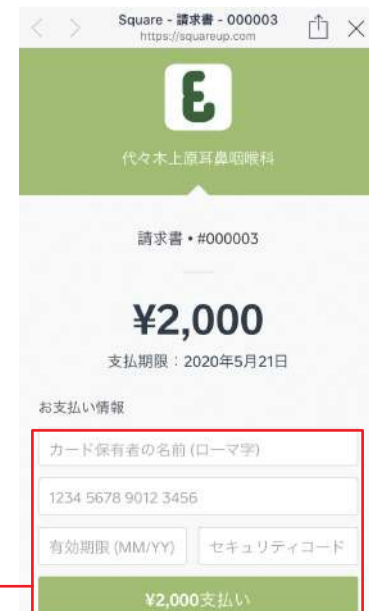 Square - 請求書 - 000003
https://squareup.com
代々木上原耳鼻咽喉科
請求書 • #000003
¥2,000
支払期限：2020年5月21日
お支払い情報
カード保有者の名前 (ローマ字)
1234 5678 9012 3456
有効期限 (MM/YY) セキュリティコード
¥2,000支払い